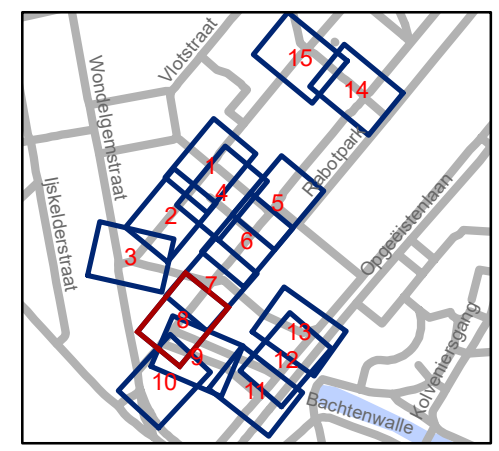 Vlotstraat
15
14
Wondelgemstraat
Rabotpark
1
4
5
Ijskelderstraat
2
Opgeëistenlaan
6
3
7
8
13
Kolveniersgang
9
12
10
11
Bachtenwalle